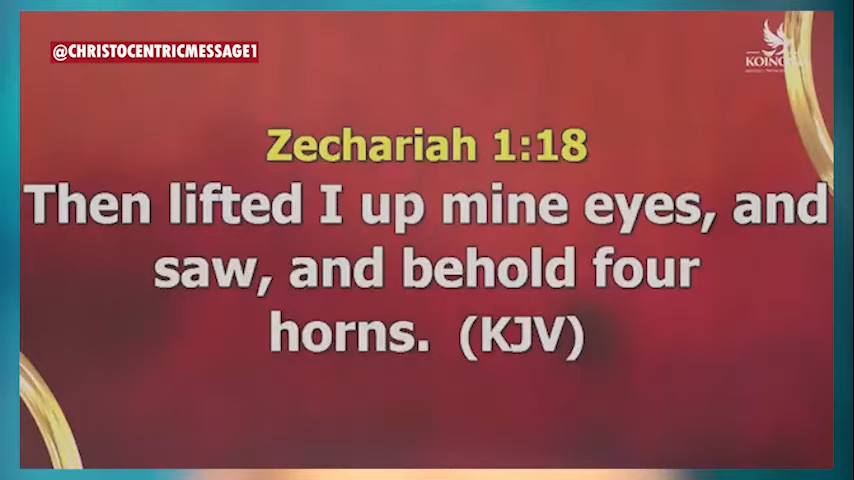 @CHRISTOCENTRICMESSAGE1
Zechariah 1:18
Then lifted I up mine eyes, and
saw, and behold four
horns. (KJV)